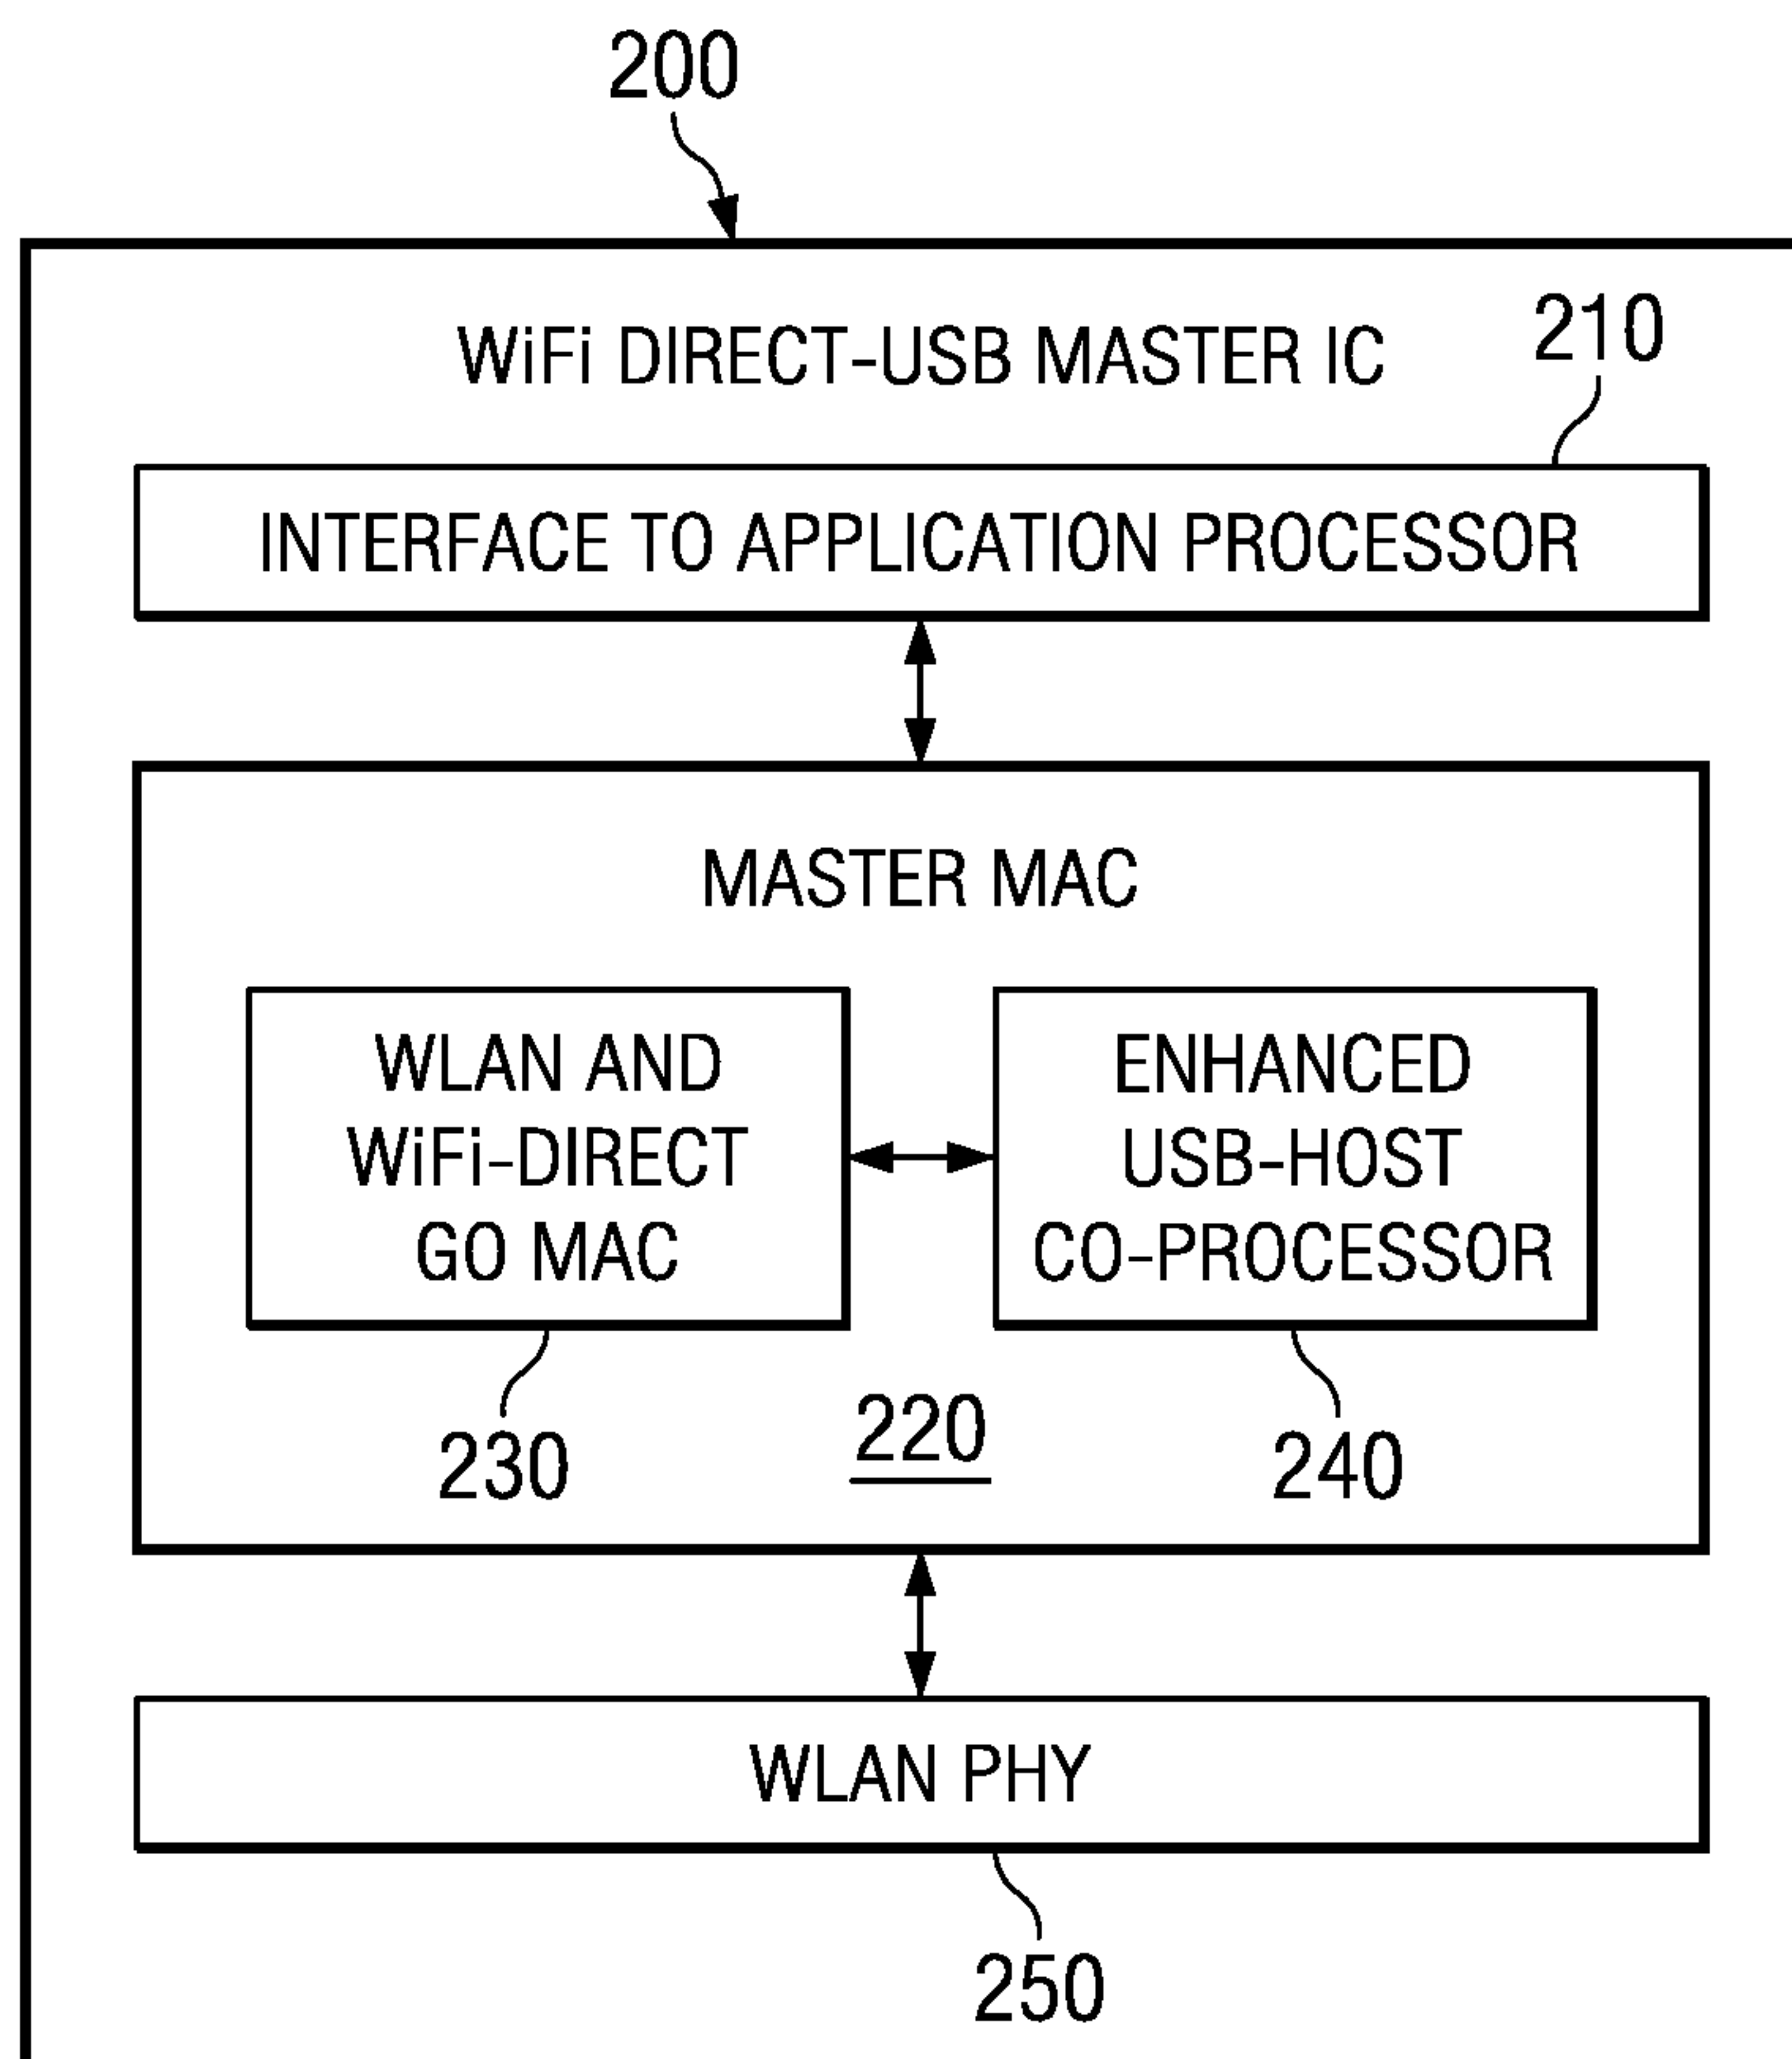 200
WiFi DIRECT-USB MASTER IC
210
INTERFACE TO APPLICATION PROCESSOR
MASTER MAC
WLAN AND
WiFi-DIRECT
GO MAC
ENHANCED
USB-HOST
CO-PROCESSOR
230
220
240
WLAN PHY
250